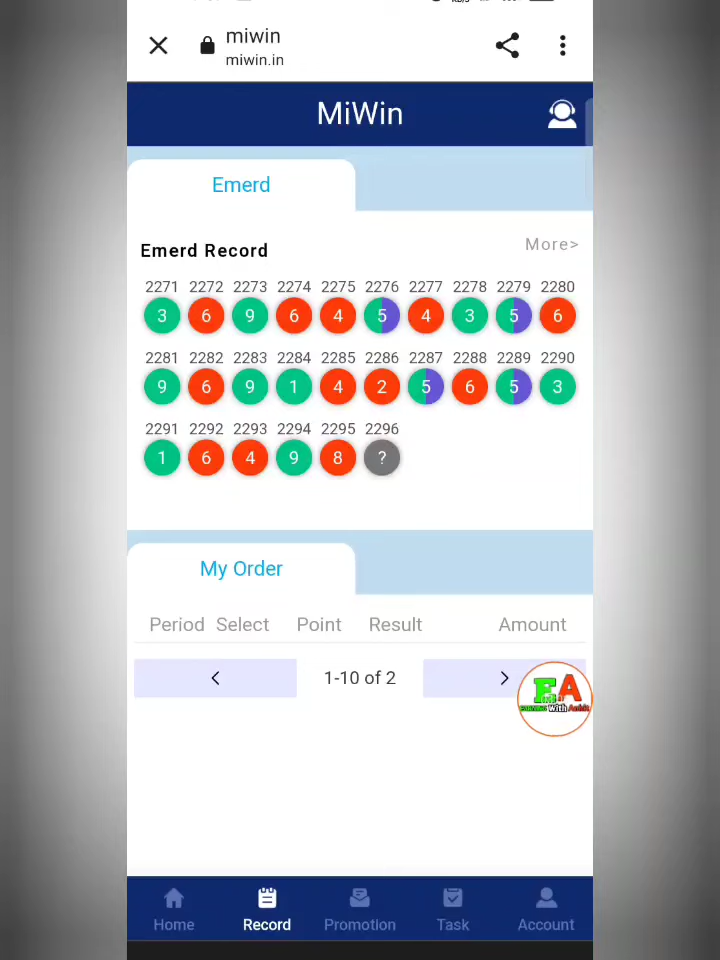 miwin
miwin.in
MiWin
Emerd
Emerd Record More>
2271 2272 2273 2274 2275 2276 2277 2278 2279 2280
3 6 9 6 4 5 4 3 5 6
2281 2282 2283 2284 2285 2286 2287 2288 2289 2290
9 6 9 1 4 2 5 6 5 3
2291 2292 2293 2294 2295 2296
1 6 4 9 8 ?
My Order
Period Select Point Result Amount
< 1-10 of 2 >
EA
With
Home Record Promotion Task Account